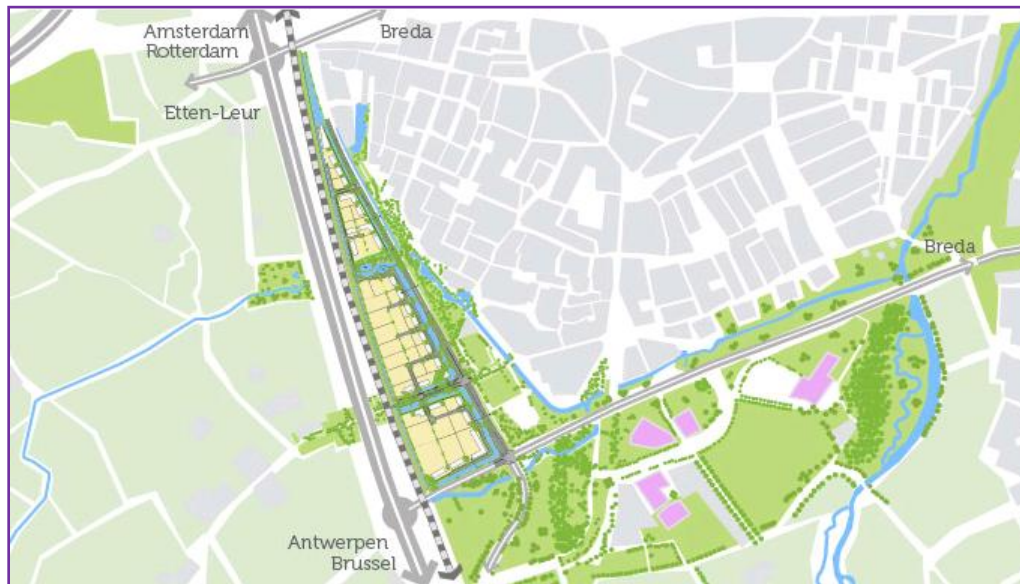 Amsterdam
Rotterdam
Breda
Etten-Leur
Breda
Antwerpen
Brussel